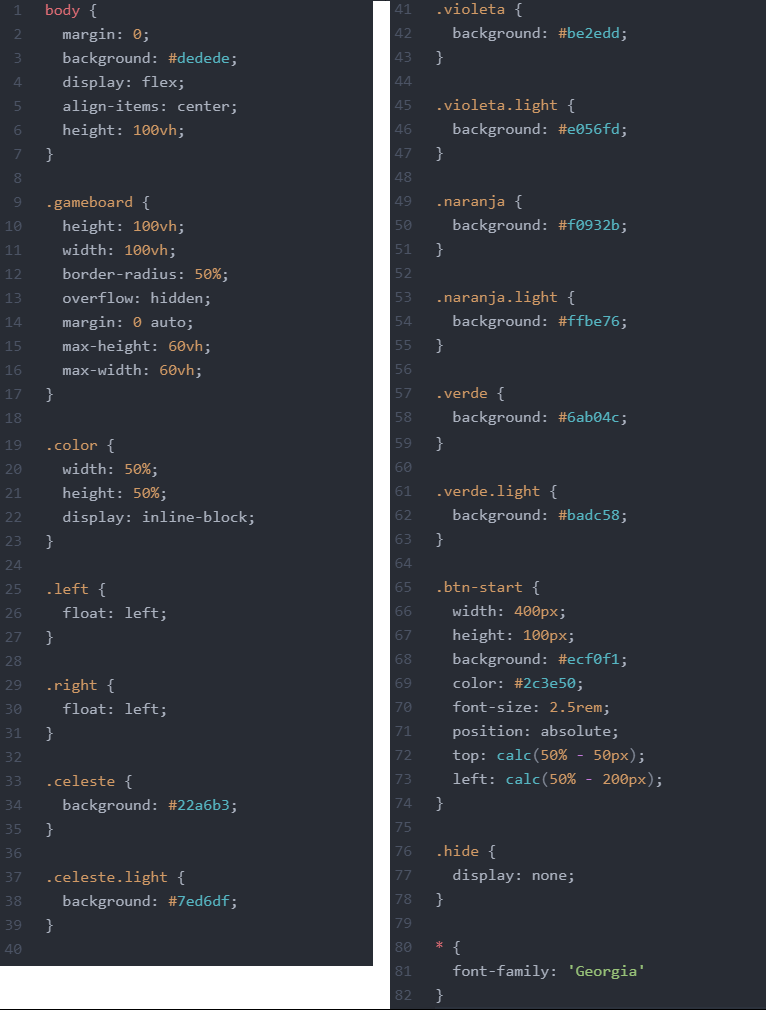 1 body {
2   margin: 0;
3   background: #dedede;
4   display: flex;
5   align-items: center;
6   height: 100vh;
7 }
8
9 .gameboard {
10   height: 100vh;
11   width: 100vh;
12   border-radius: 50%;
13   overflow: hidden;
14   margin: 0 auto;
15   max-height: 60vh;
16   max-width: 60vh;
17 }
18
19 .color {
20   width: 50%;
21   height: 50%;
22   display: inline-block;
23 }
24
25 .left {
26   float: left;
27 }
28
29 .right {
30   float: left;
31 }
32
33 .celeste {
34   background: #22a6b3;
35 }
36
37 .celeste.light {
38   background: #7ed6df;
39 }
40
41 .violeta {
42   background: #be2edd;
43 }
44
45 .violeta.light {
46   background: #e056fd;
47 }
48
49 .naranja {
50   background: #f0932b;
51 }
52
53 .naranja.light {
54   background: #ffbe76;
55 }
56
57 .verde {
58   background: #6ab04c;
59 }
60
61 .verde.light {
62   background: #badc58;
63 }
64
65 .btn-start {
66   width: 400px;
67   height: 100px;
68   background: #ecf0f1;
69   color: #2c3e50;
70   font-size: 2.5rem;
71   position: absolute;
72   top: calc(50% - 50px);
73   left: calc(50% - 200px);
74 }
75
76 .hide {
77   display: none;
78 }
79
80 * {
81   font-family: 'Georgia'
82 }